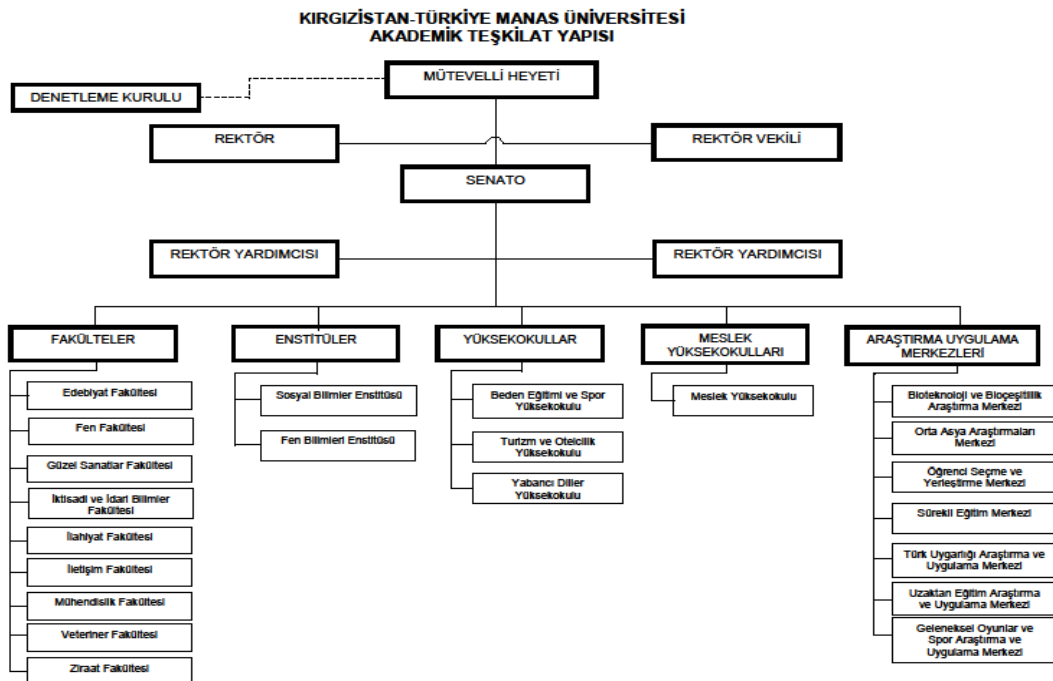 KIRGIZİSTAN-TÜRKİYE MANAS ÜNİVERSİTESİ
AKADEMİK TEŞKİLAT YAPISI
MÜTEVELLİ HEYETİ
DENETLEME KURULU
REKTÖR
REKTÖR VEKİLİ
SENATO
REKTÖR YARDIMCISI
REKTÖR YARDIMCISI
FAKÜLTELER
Edebiyat Fakültesi
Fen Fakültesi
Güzel Sanatlar Fakültesi
İktisadi ve İdari Bilimler
Fakültesi
İlahiyat Fakültesi
İletişim Fakültesi
Mühendislik Fakültesi
Veteriner Fakültesi
Ziraat Fakültesi
ENSTİTÜLER
Sosyal Bilimler Enstitüsü
Fen Bilimleri Enstitüsü
YÜKSEKOKULLAR
Beden Eğitimi ve Spor
Yüksekokulu
Turizm ve Otelcilik
Yüksekokulu
Yabancı Diller
Yüksekokulu
MESLEK
YÜKSEKOKULLARI
Meslek Yüksekokulu
ARAŞTIRMA UYGULAMA
MERKEZLERİ
Bioteknoloji ve Bioçeşitlilik
Araştırma Merkezi
Orta Asya Araştırmaları
Merkezi
Öğrenci Seçme ve
Yerleştirme Merkezi
Sürekli Eğitim Merkezi
Türk Uygarlığı Araştırma ve
Uygulama Merkezi
Uzaktan Eğitim Araştırma
ve Uygulama Merkezi
Geleneksel Oyunlar ve
Spor Araştırma ve
Uygulama Merkezi